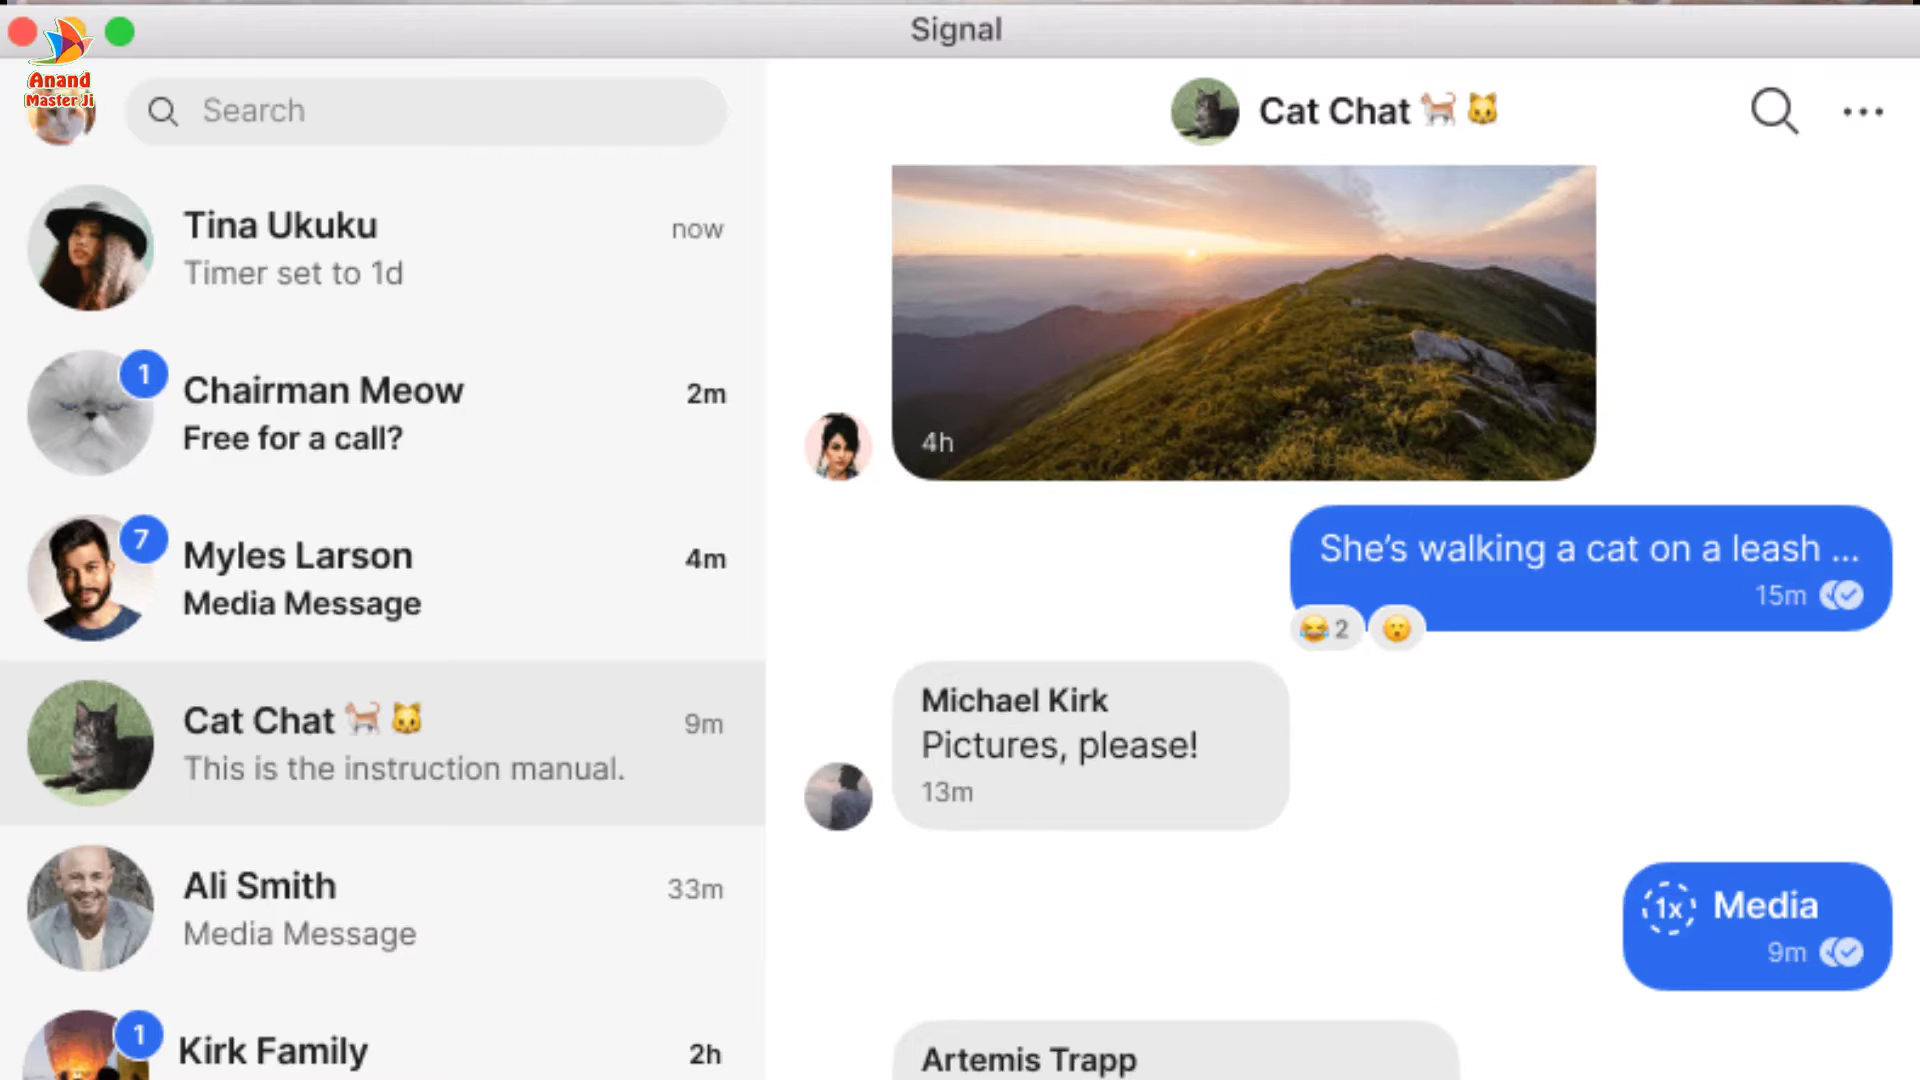 Signal
Anand
Master Ji
Search
Tina Ukuku
now
Timer set to 1d
1
Chairman Meow
2m
Free for a call?
7
Myles Larson
4m
Media Message
Cat Chat 🐈 🐱
9m
This is the instruction manual.
Ali Smith
33m
Media Message
1
Kirk Family
2h
Cat Chat 🐈 🐱
4h
She’s walking a cat on a leash ...
15m
😂 2 😮
Michael Kirk
Pictures, please!
13m
1x Media
9m
Artemis Trapp